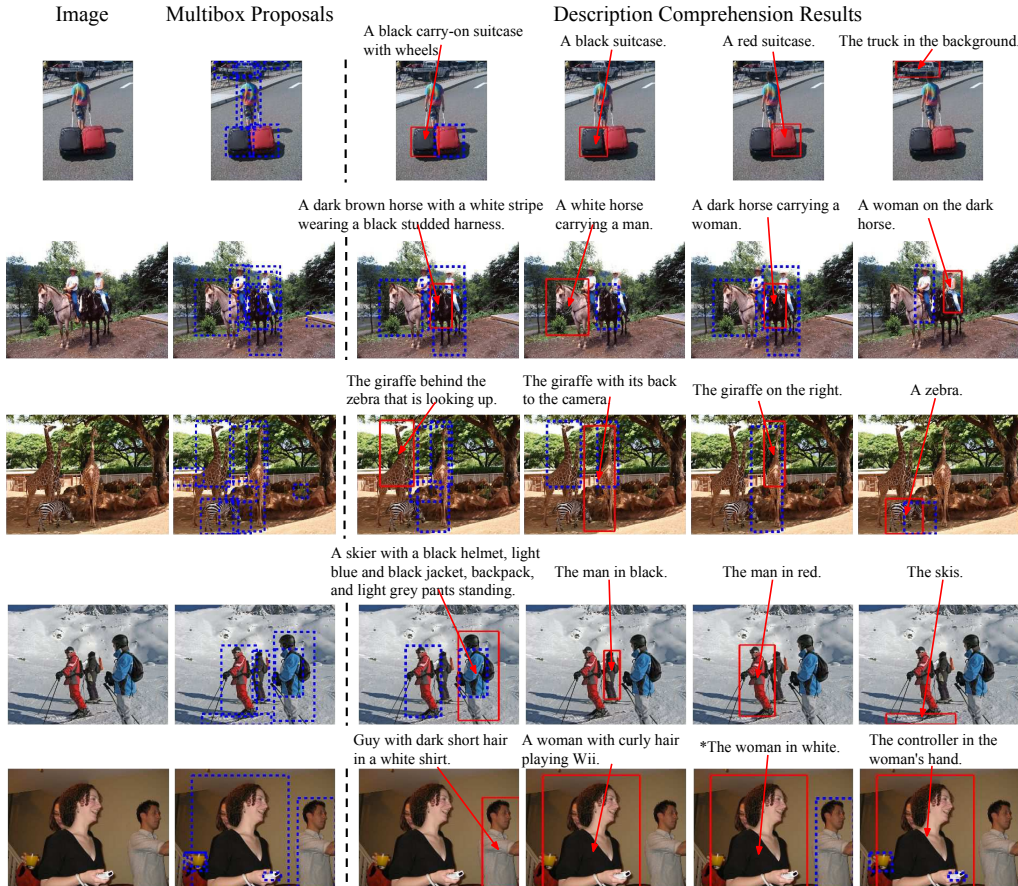 Image
Multibox Proposals
Description Comprehension Results
A black carry-on suitcase
with wheels
A black suitcase.
A red suitcase.
The truck in the background.
A dark brown horse with a white stripe
wearing a black studded harness.
A white horse
carrying a man.
A dark horse carrying a
woman.
A woman on the dark
horse.
The giraffe behind the
zebra that is looking up.
The giraffe with its back
to the camera.
The giraffe on the right.
A zebra.
A skier with a black helmet, light
blue and black jacket, backpack,
and light grey pants standing.
The man in black.
The man in red.
The skis.
Guy with dark short hair
in a white shirt.
A woman with curly hair
playing Wii.
*The woman in white.
The controller in the
woman's hand.